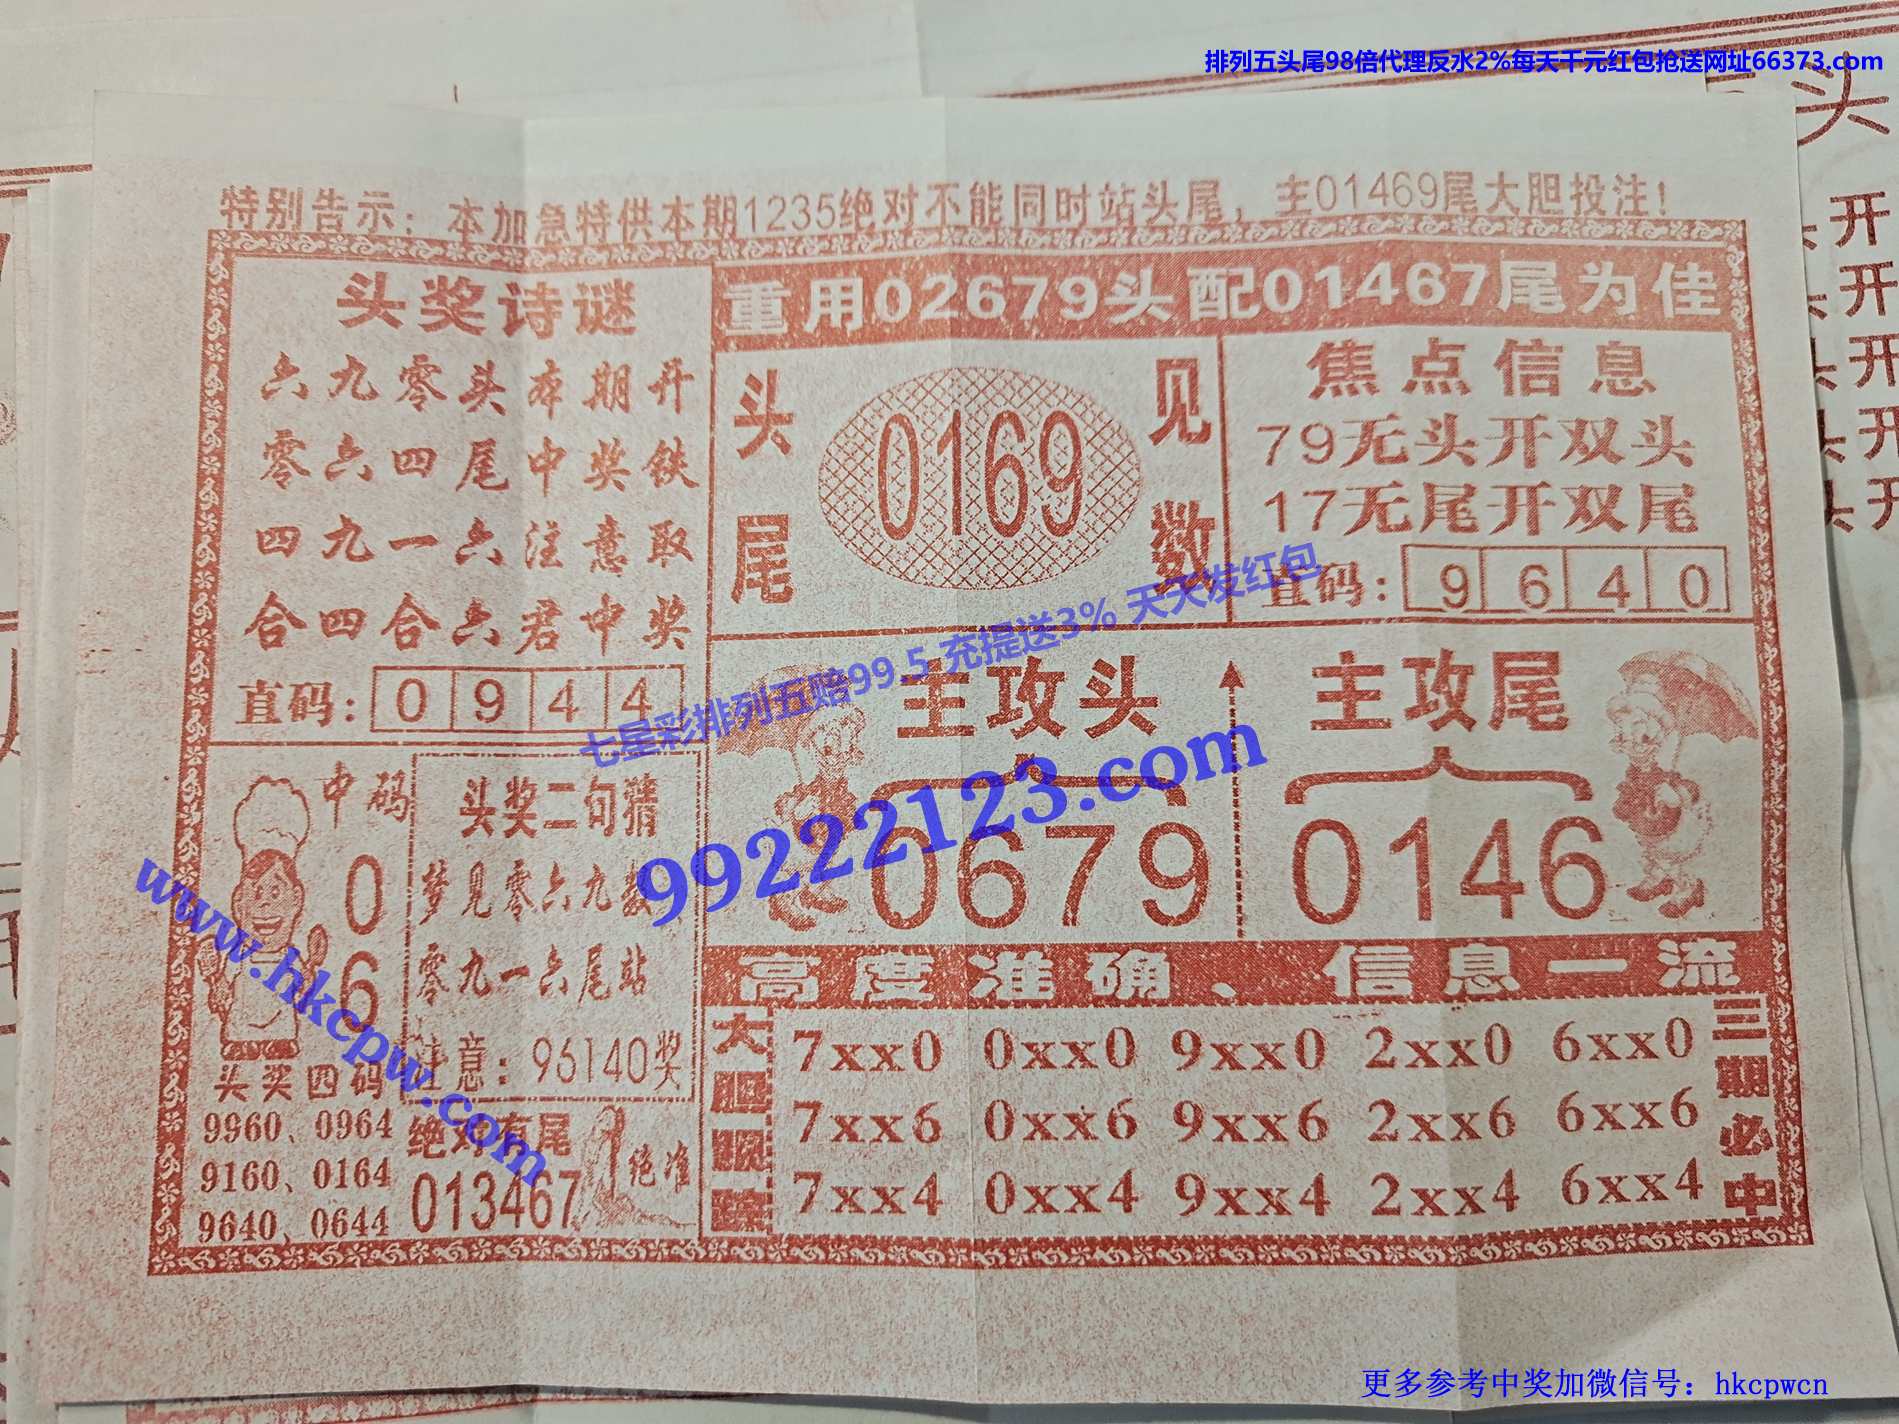 排列五头尾98倍代理反水2%每天千元红包抢送网址66373.com
特别告示：本加急特供本期1235绝对不能同时站头尾，主01469尾大胆投注！
头奖诗谜
六九零头本期开
零六四尾中奖铁
四九一六注意取
合四合六君中奖
直码：0944
重用02679头配01467尾为佳
头尾
0169
见数
焦点信息
79无头开双头
17无尾开双尾
直码：9640
七星彩排列五赔99.5 充提送3% 天天发红包
99222123.com
主攻头
0679
主攻尾
0146
中码
0
6
头奖四码
9960、0964
9160、0164
9640、0644
头奖二句猜
梦见零六九数
零九一六尾站
注意：96140奖
绝对有尾
013467
绝准
www.hkcpw.com
高度准确、信息一流
大胆跟踪
7xx0 0xx0 9xx0 2xx0 6xx0
7xx6 0xx6 9xx6 2xx6 6xx6
7xx4 0xx4 9xx4 2xx4 6xx4
三期必中
头
开
开
开
开
开
更多参考中奖加微信号：hkcpwcn